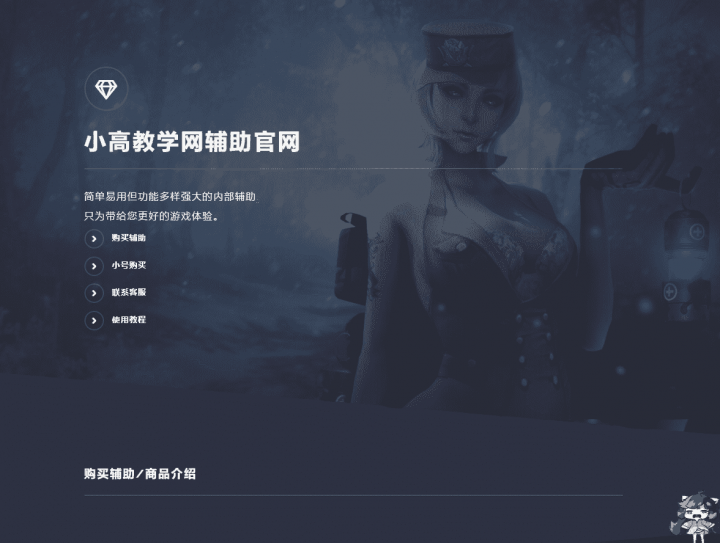 小高教学网辅助官网
简单易用但功能多样强大的内部辅助
只为带给您更好的游戏体验。
购买辅助
小号购买
联系客服
使用教程
购买辅助/商品介绍